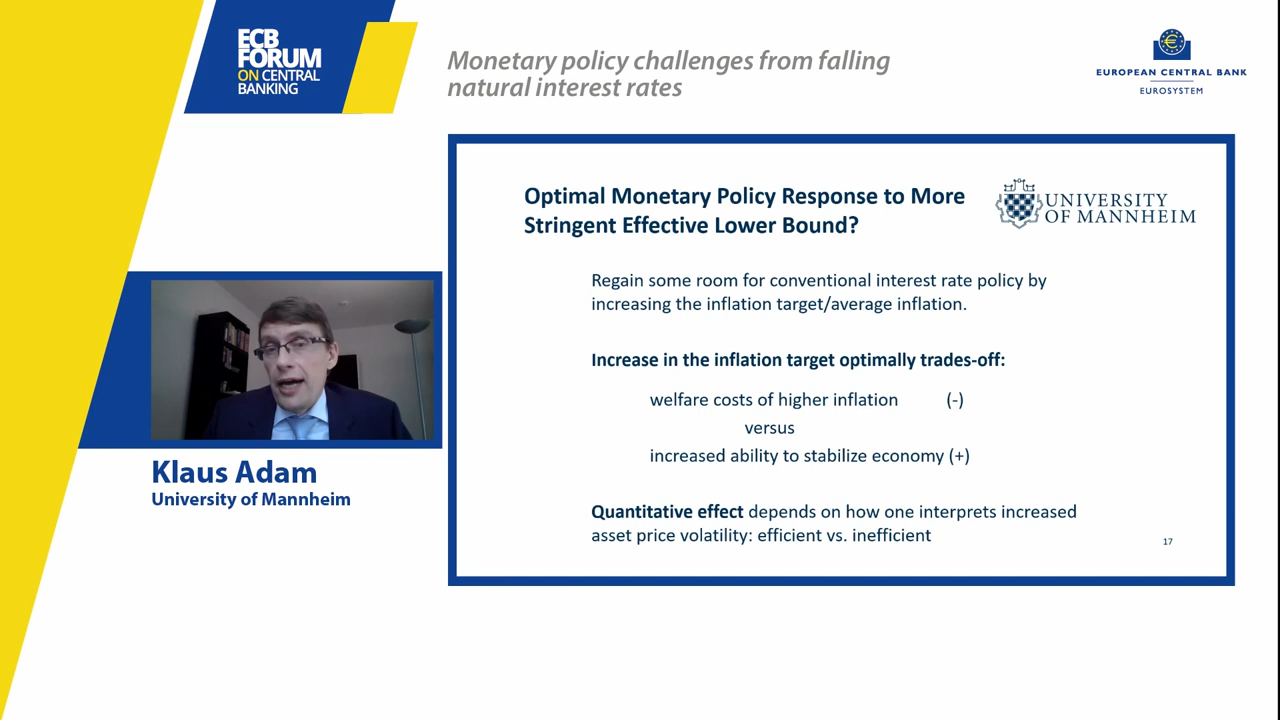 ECB
FORUM
ON CENTRAL
BANKING
Monetary policy challenges from falling
natural interest rates
EUROPEAN CENTRAL BANK
EUROSYSTEM
Optimal Monetary Policy Response to More
Stringent Effective Lower Bound?
UNIVERSITY
OF MANNHEIM
Regain some room for conventional interest rate policy by
increasing the inflation target/average inflation.
Increase in the inflation target optimally trades-off:
welfare costs of higher inflation (-)
versus
increased ability to stabilize economy (+)
Quantitative effect depends on how one interprets increased
asset price volatility: efficient vs. inefficient
17
Klaus Adam
University of Mannheim